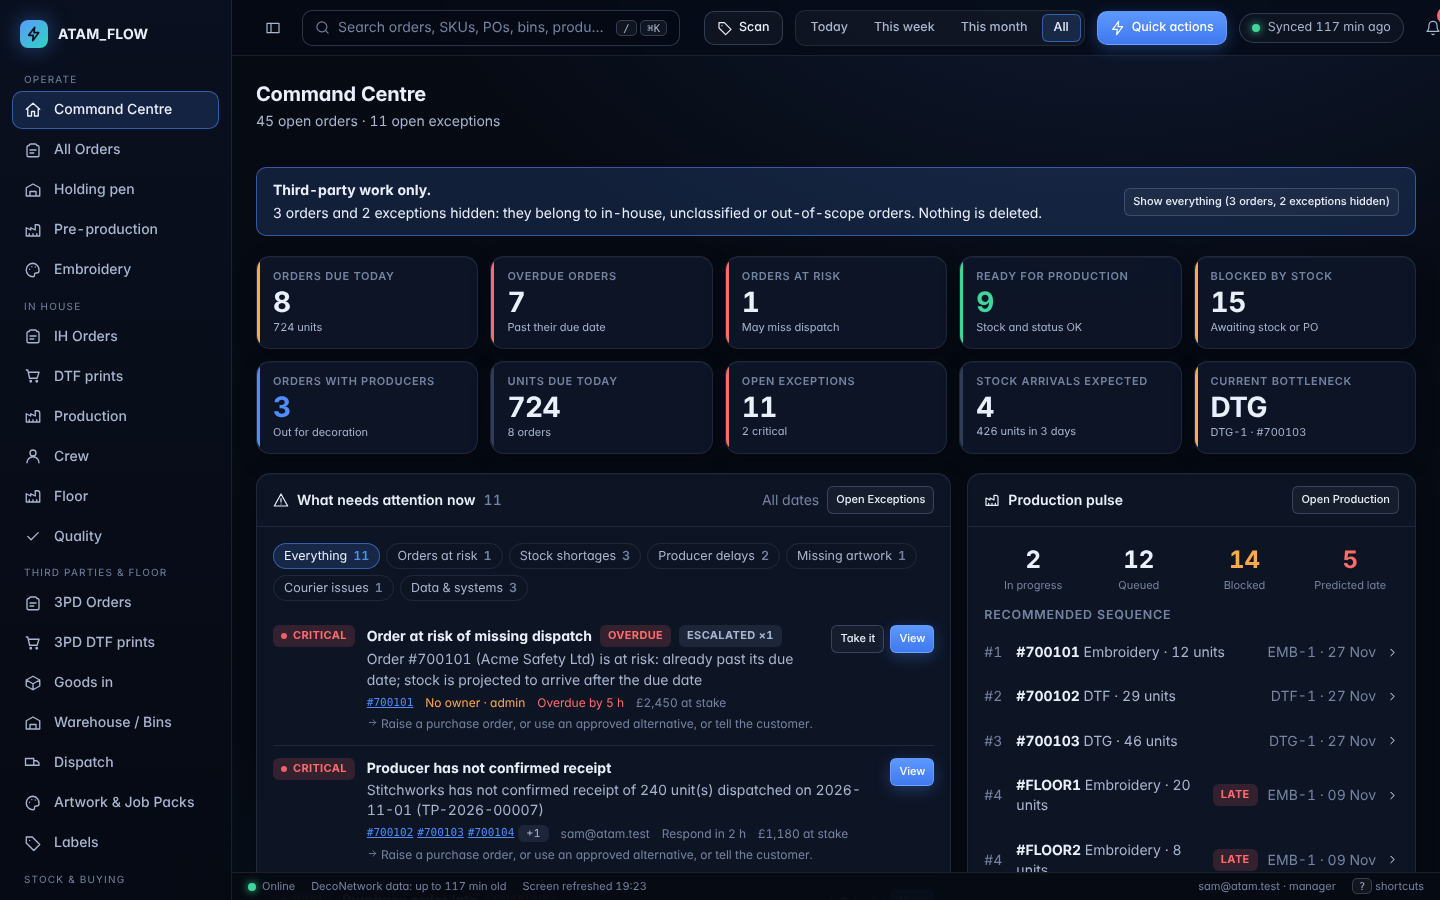 ATAM_FLOW
Search orders, SKUs, POs, bins, produ... / ⌘K
Scan
Today This week This month All
Quick actions
Synced 117 min ago
OPERATE
Command Centre
All Orders
Holding pen
Pre-production
Embroidery
IN HOUSE
IH Orders
DTF prints
Production
Crew
Floor
Quality
THIRD PARTIES & FLOOR
3PD Orders
3PD DTF prints
Goods in
Warehouse / Bins
Dispatch
Artwork & Job Packs
Labels
STOCK & BUYING
Command Centre
45 open orders · 11 open exceptions
Third-party work only.
3 orders and 2 exceptions hidden: they belong to in-house, unclassified or out-of-scope orders. Nothing is deleted.
Show everything (3 orders, 2 exceptions hidden)
ORDERS DUE TODAY
8
724 units
OVERDUE ORDERS
7
Past their due date
ORDERS AT RISK
1
May miss dispatch
READY FOR PRODUCTION
9
Stock and status OK
BLOCKED BY STOCK
15
Awaiting stock or PO
ORDERS WITH PRODUCERS
3
Out for decoration
UNITS DUE TODAY
724
8 orders
OPEN EXCEPTIONS
11
2 critical
STOCK ARRIVALS EXPECTED
4
426 units in 3 days
CURRENT BOTTLENECK
DTG
DTG-1 · #700103
What needs attention now 11
All dates Open Exceptions
Everything 11 Orders at risk 1 Stock shortages 3 Producer delays 2 Missing artwork 1
Courier issues 1 Data & systems 3
CRITICAL Order at risk of missing dispatch OVERDUE ESCALATED ×1 Take it View
Order #700101 (Acme Safety Ltd) is at risk: already past its due
date; stock is projected to arrive after the due date
#700101 No owner · admin Overdue by 5 h £2,450 at stake
→ Raise a purchase order, or use an approved alternative, or tell the customer.
CRITICAL Producer has not confirmed receipt View
Stitchworks has not confirmed receipt of 240 unit(s) dispatched on 2026-
11-01 (TP-2026-00007)
#700102 #700103 #700104 +1 sam@atam.test Respond in 2 h £1,180 at stake
→ Raise a purchase order, or use an approved alternative, or tell the customer.
Production pulse Open Production
2 12 14 5
In progress Queued Blocked Predicted late
RECOMMENDED SEQUENCE
#1 #700101 Embroidery · 12 units EMB-1 · 27 Nov
#2 #700102 DTF · 29 units DTF-1 · 27 Nov
#3 #700103 DTG · 46 units DTG-1 · 27 Nov
#4 #FLOOR1 Embroidery · 20
units LATE EMB-1 · 09 Nov
#4 #FLOOR2 Embroidery · 8
units LATE EMB-1 · 09 Nov
Online DecoNetwork data: up to 117 min old Screen refreshed 19:23
sam@atam.test · manager ? shortcuts